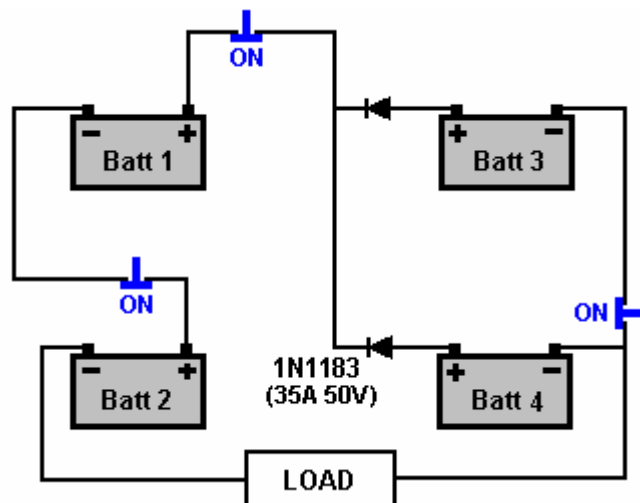 ON
- +
Batt 1
+ -
Batt 3
ON
ON
- +
Batt 2
1N1183
(35A 50V)
+ -
Batt 4
LOAD